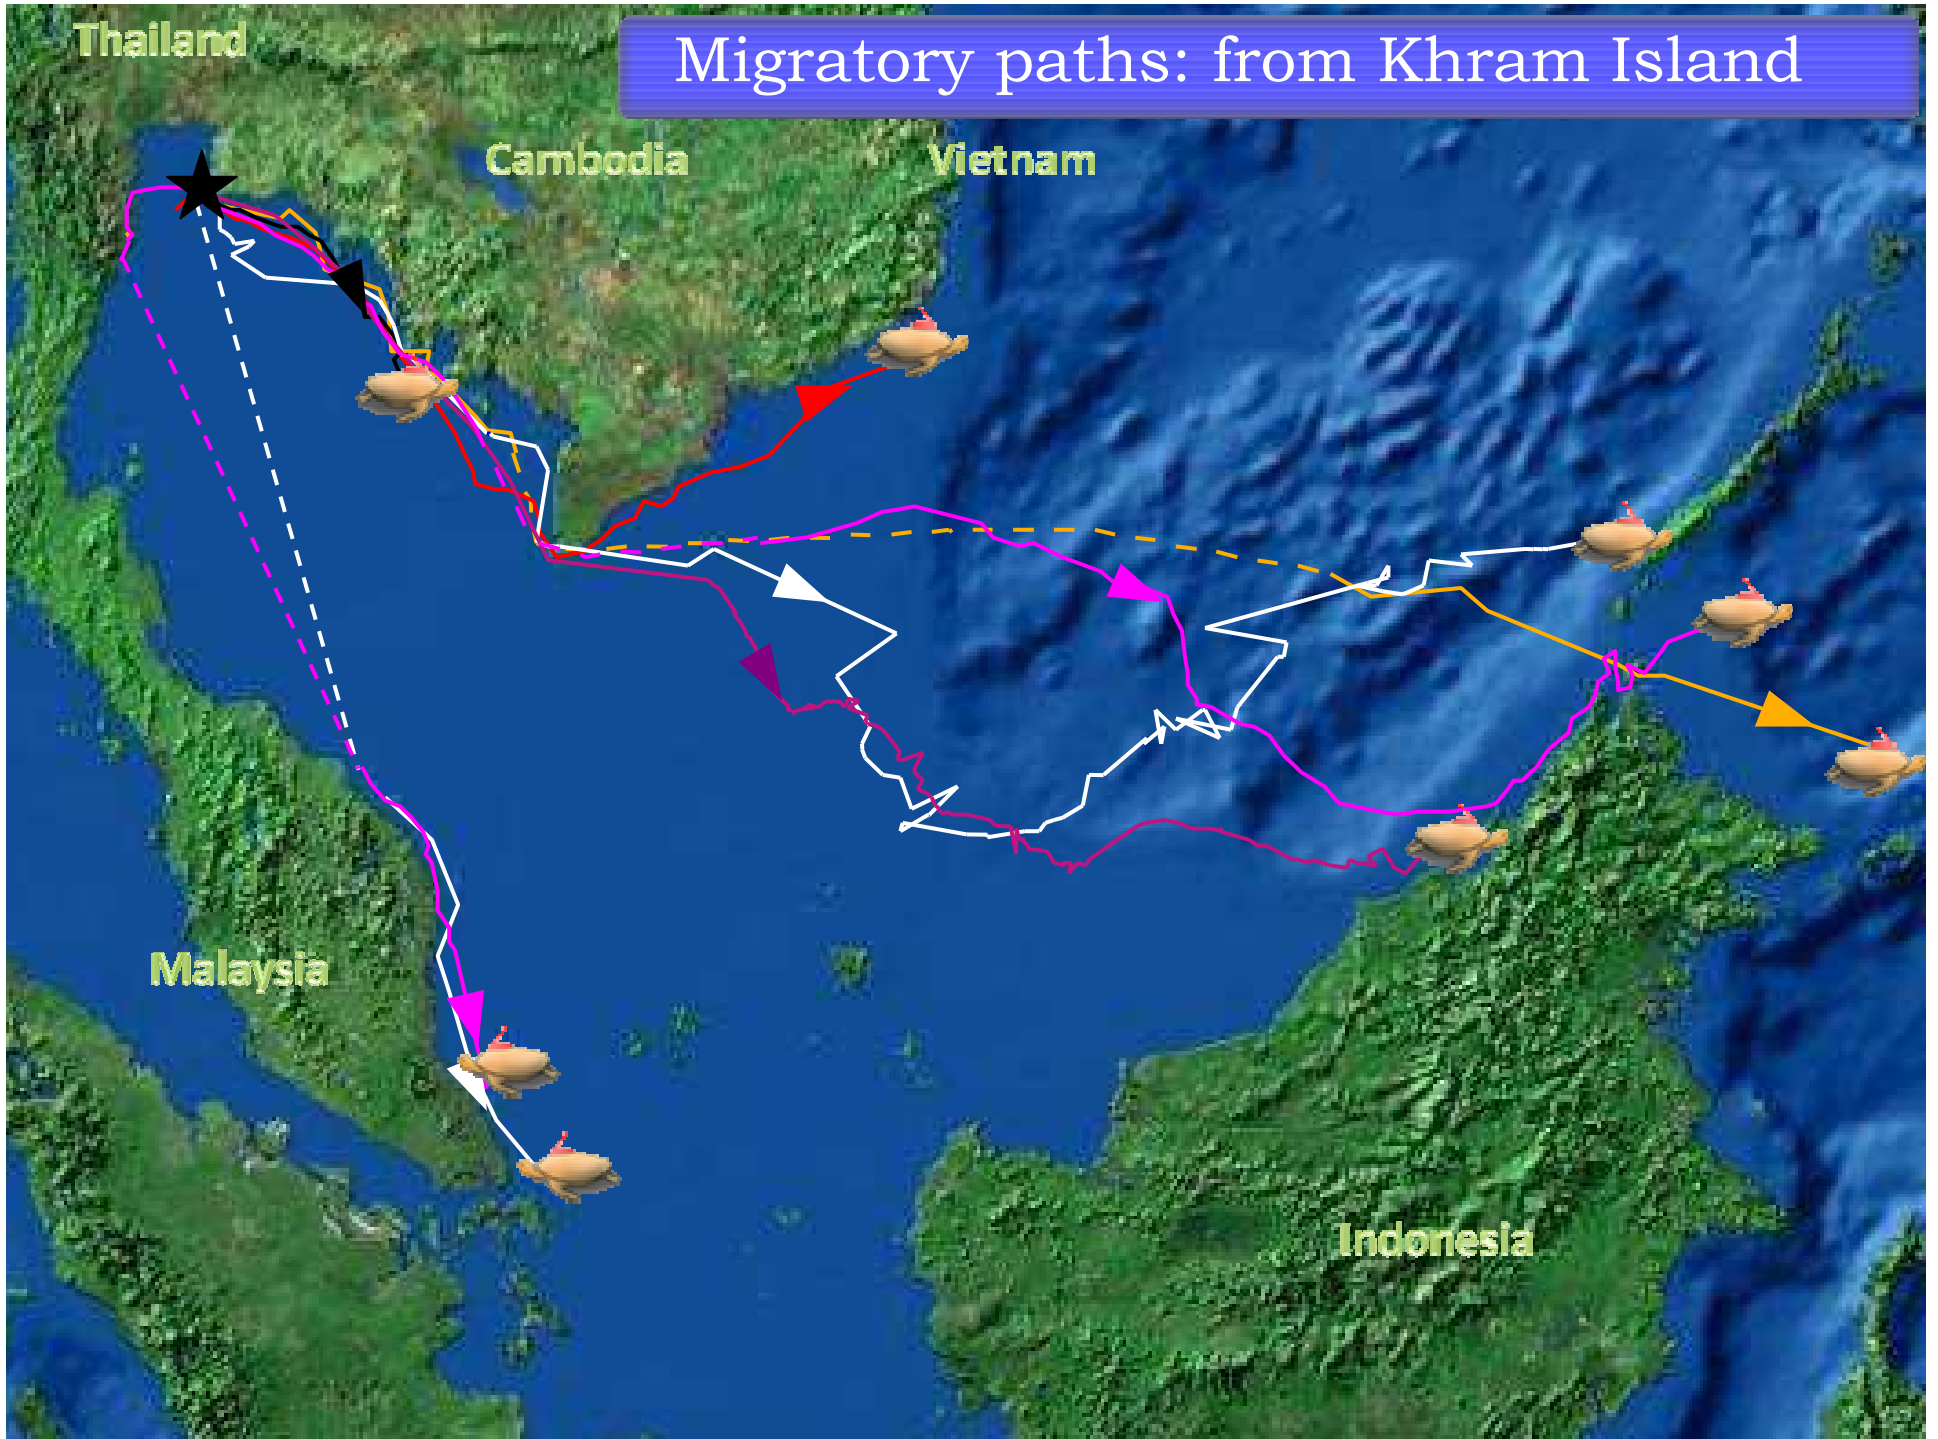 Thailand
Migratory paths: from Khram Island
Cambodia
Vietnam
Malaysia
Indonesia